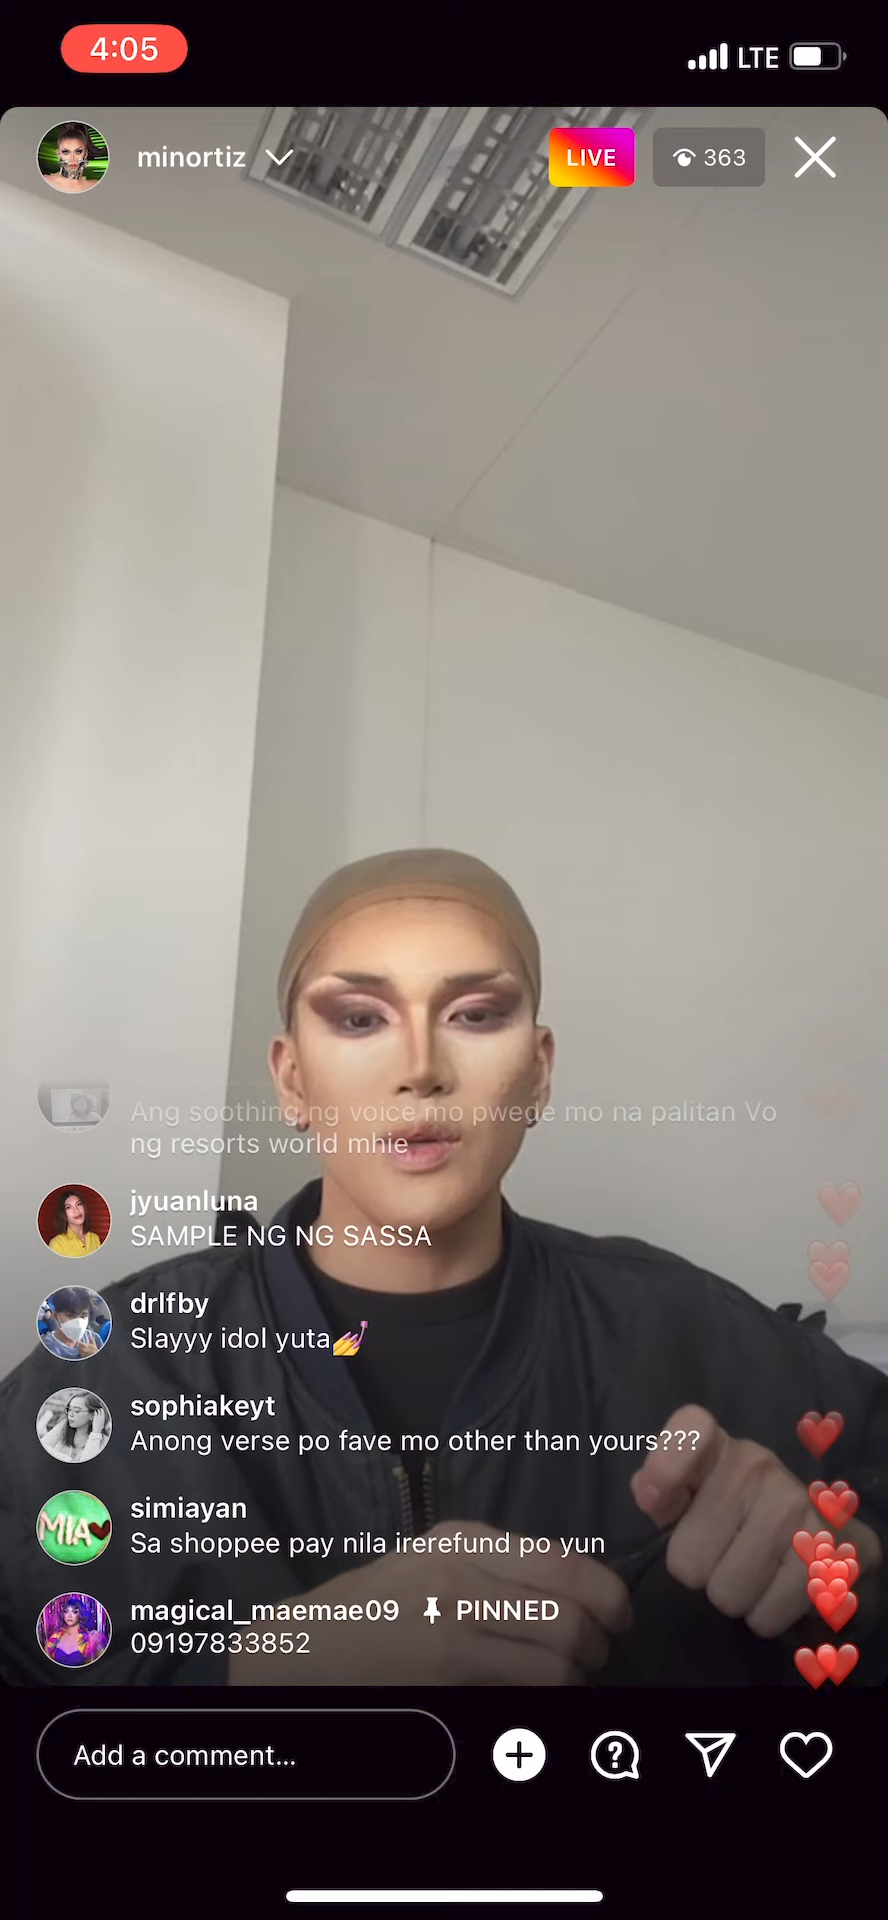 4:05
LTE
minortiz
LIVE
363
Ang soothing ng voice mo pwede mo na palitan Vo
ng resorts world mhie
jyuanluna
SAMPLE NG NG SASSA
drlfby
Slayyy idol yuta💅
sophiakeyt
Anong verse po fave mo other than yours???
simiayan
Sa shoppee pay nila irerefund po yun
MIA
magical_maemae09 PINNED
09197833852
Add a comment...